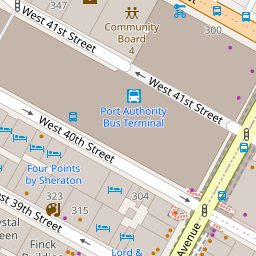 347
West 41st Street
Community
Board
4
300
West 41st Street
Port Authority
Bus Terminal
West 40th Street
Four Points
by Sheraton
West 39th Street
323
315
304
Avenue
Finck
Lord &